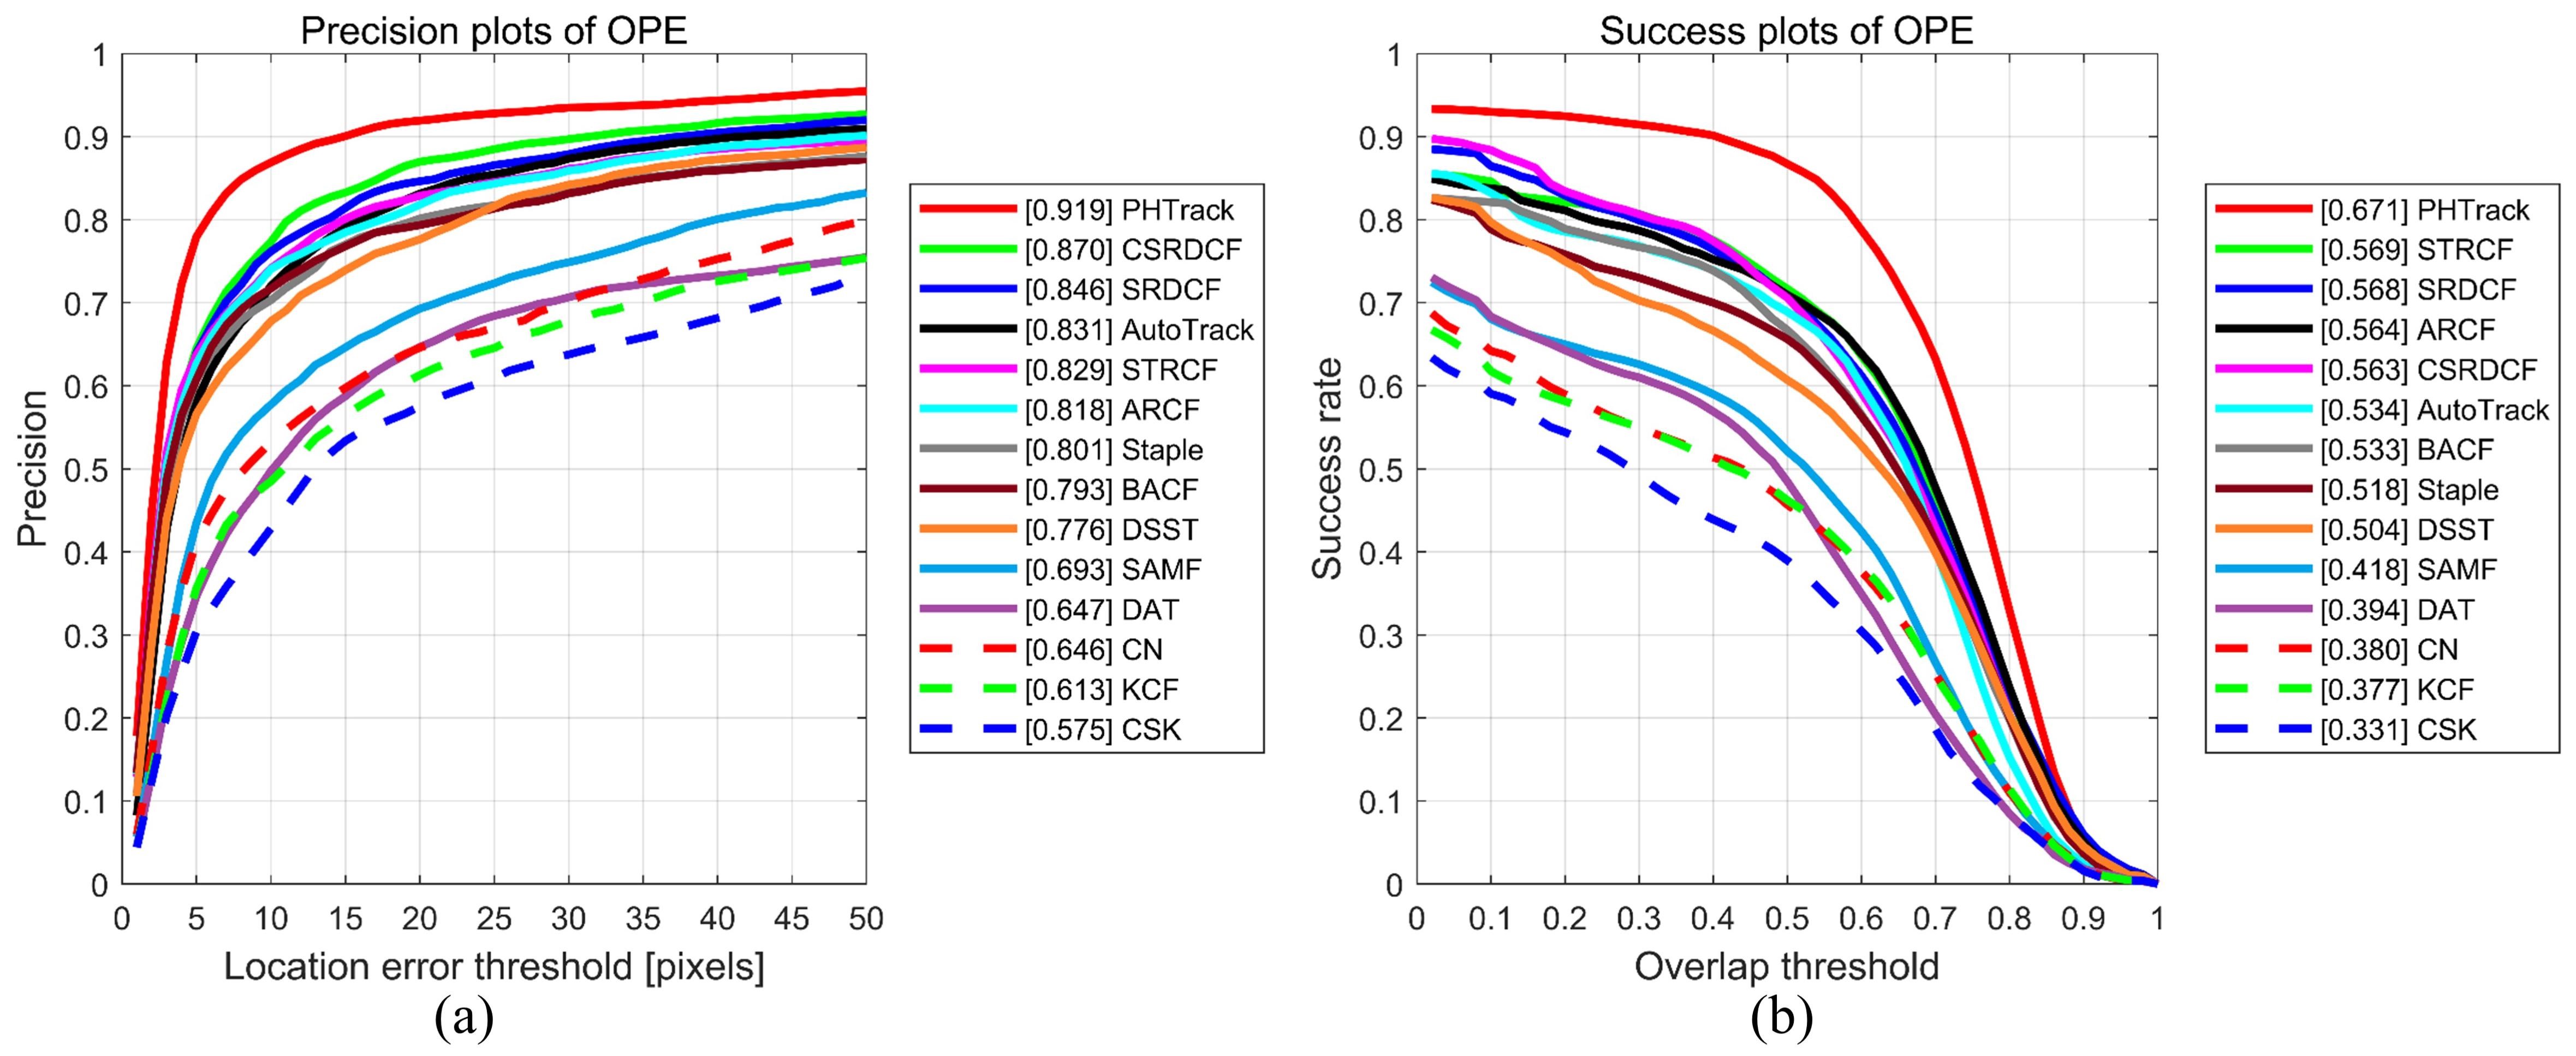 Precision plots of OPE
1
0.9
0.8
0.7
0.6
0.5
0.4
0.3
0.2
0.1
0
Precision
0 5 10 15 20 25 30 35 40 45 50
Location error threshold [pixels]
[0.919] PHTrack
[0.870] CSRDCF
[0.846] SRDCF
[0.831] AutoTrack
[0.829] STRCF
[0.818] ARCF
[0.801] Staple
[0.793] BACF
[0.776] DSST
[0.693] SAMF
[0.647] DAT
[0.646] CN
[0.613] KCF
[0.575] CSK
(a)
Success plots of OPE
1
0.9
0.8
0.7
0.6
0.5
0.4
0.3
0.2
0.1
0
Success rate
0 0.1 0.2 0.3 0.4 0.5 0.6 0.7 0.8 0.9 1
Overlap threshold
[0.671] PHTrack
[0.569] STRCF
[0.568] SRDCF
[0.564] ARCF
[0.563] CSRDCF
[0.534] AutoTrack
[0.533] BACF
[0.518] Staple
[0.504] DSST
[0.418] SAMF
[0.394] DAT
[0.380] CN
[0.377] KCF
[0.331] CSK
(b)